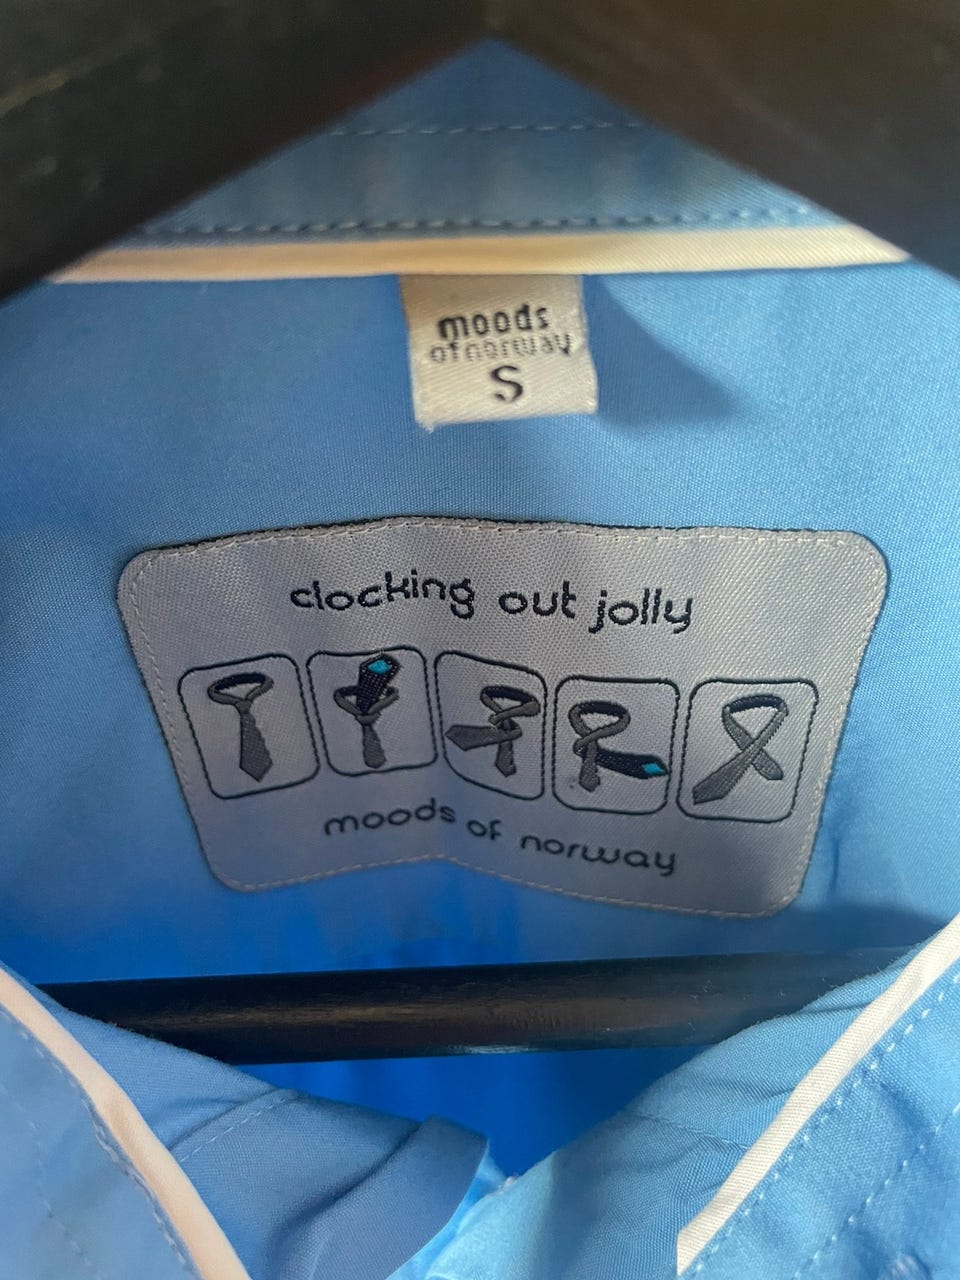 moods
of norway
S
clocking out jolly
moods of norway